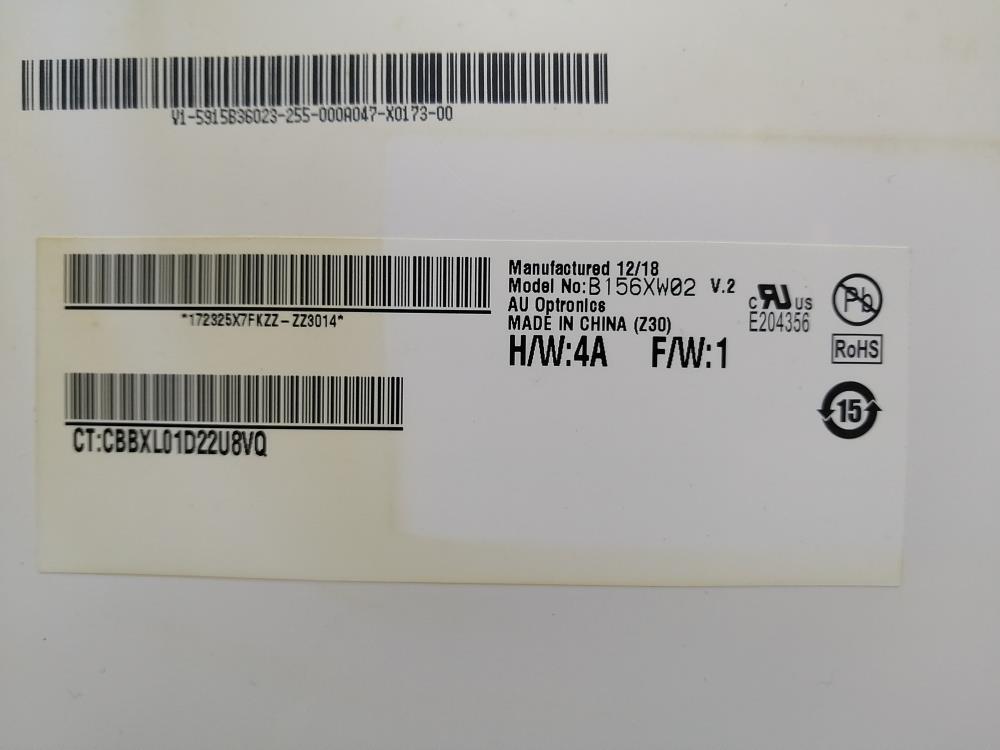 V1-5915B36023-255-000A047-X0173-00
*172325X7FKZZ-ZZ3014*
CT:CBBXL01D22U8VQ
Manufactured 12/18
Model No:B156XW02 V.2
AU Optronics
MADE IN CHINA (Z30)
H/W:4A F/W:1
C RU US
E204356
Pb
RoHS
15